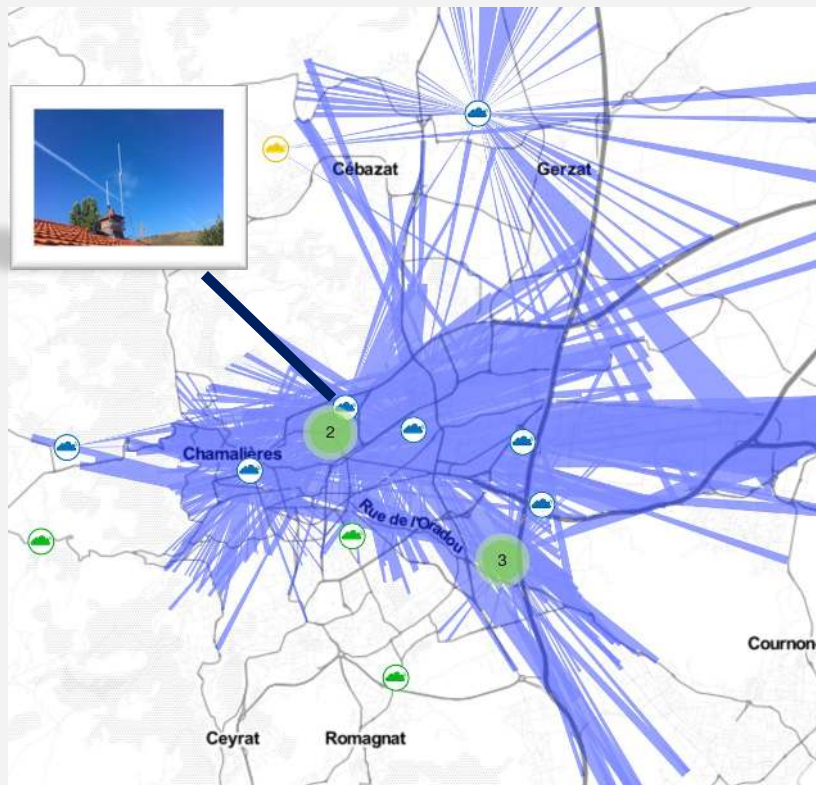 Cébazat
Gerzat
2
Chamalières
Rue de l'Oradou
3
Cournon
Ceyrat
Romagnat